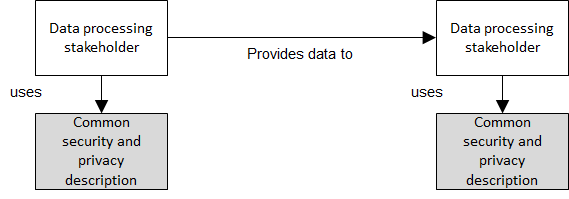 Data processing
stakeholder
Provides data to
Data processing
stakeholder
uses
uses
Common
security and
privacy
description
Common
security and
privacy
description